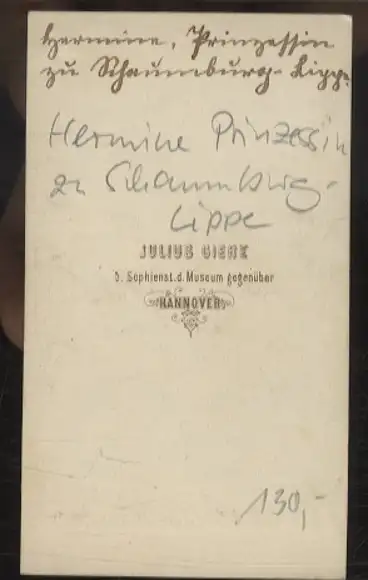 Hermine, Prinzessin
zu Schaumburg-Lippe
Hermine Prinzessin
zu Schaumburg-
Lippe
JULIUS GIERE
5. Sophienst. d. Museum gegenüber
HANNOVER
130,-